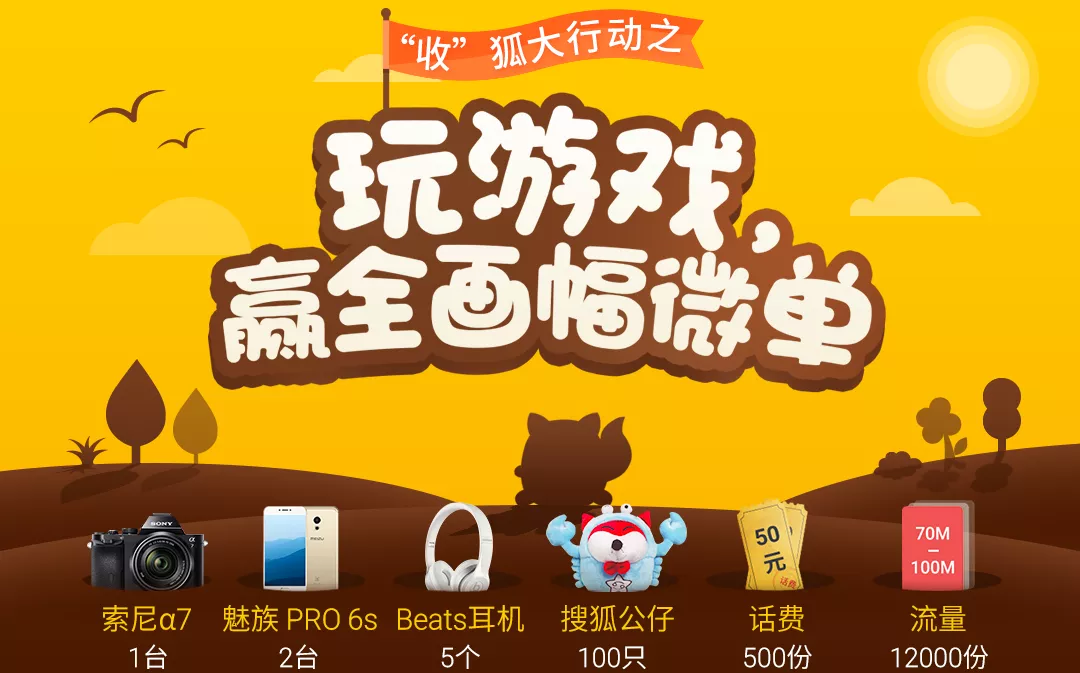 “收”狐大行动之
玩游戏，
赢全画幅微单
SONY
α
MEIZU
50
元
话费
70M
—
100M
索尼α7
魅族 PRO 6s
Beats耳机
搜狐公仔
话费
流量
1台
2台
5个
100只
500份
12000份